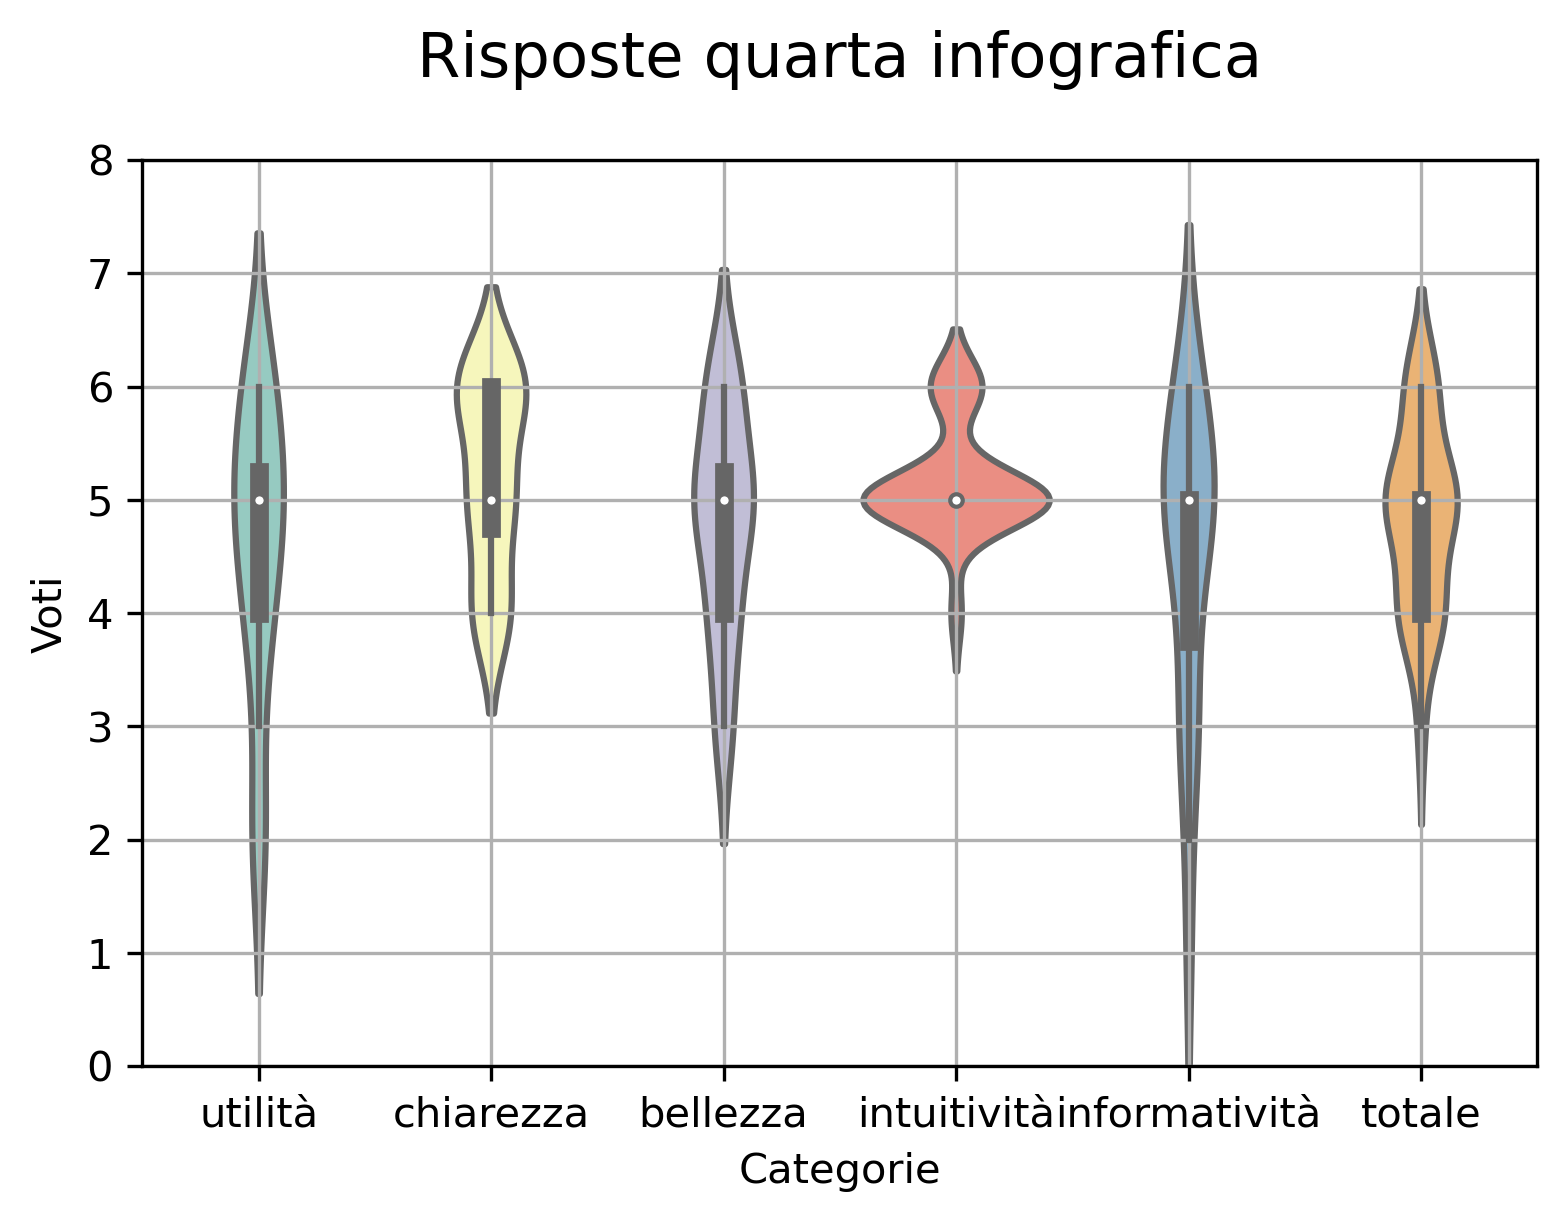 Risposte quarta infografica
8
7
6
5
4
3
2
1
0
Voti
utilità chiarezza bellezza intuitività informatività totale
Categorie